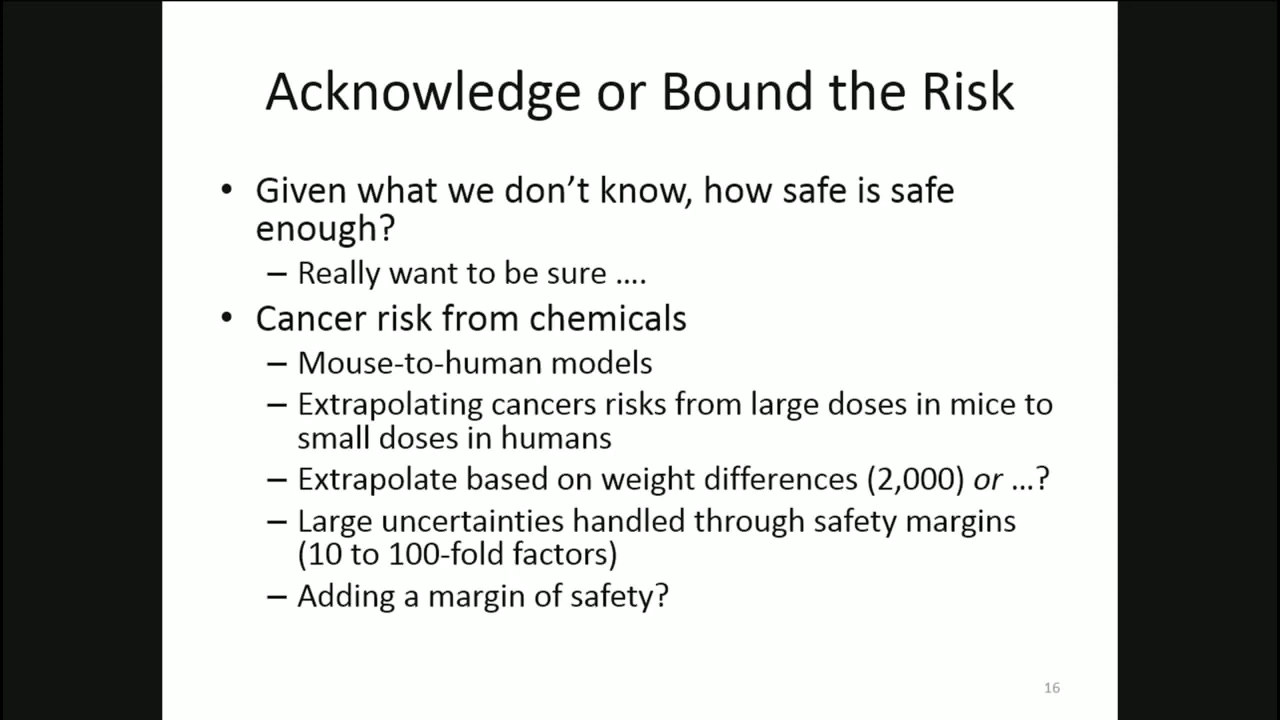 Acknowledge or Bound the Risk
• Given what we don’t know, how safe is safe
enough?
– Really want to be sure ....
• Cancer risk from chemicals
– Mouse-to-human models
– Extrapolating cancers risks from large doses in mice to
small doses in humans
– Extrapolate based on weight differences (2,000) or …?
– Large uncertainties handled through safety margins
(10 to 100-fold factors)
– Adding a margin of safety?
16